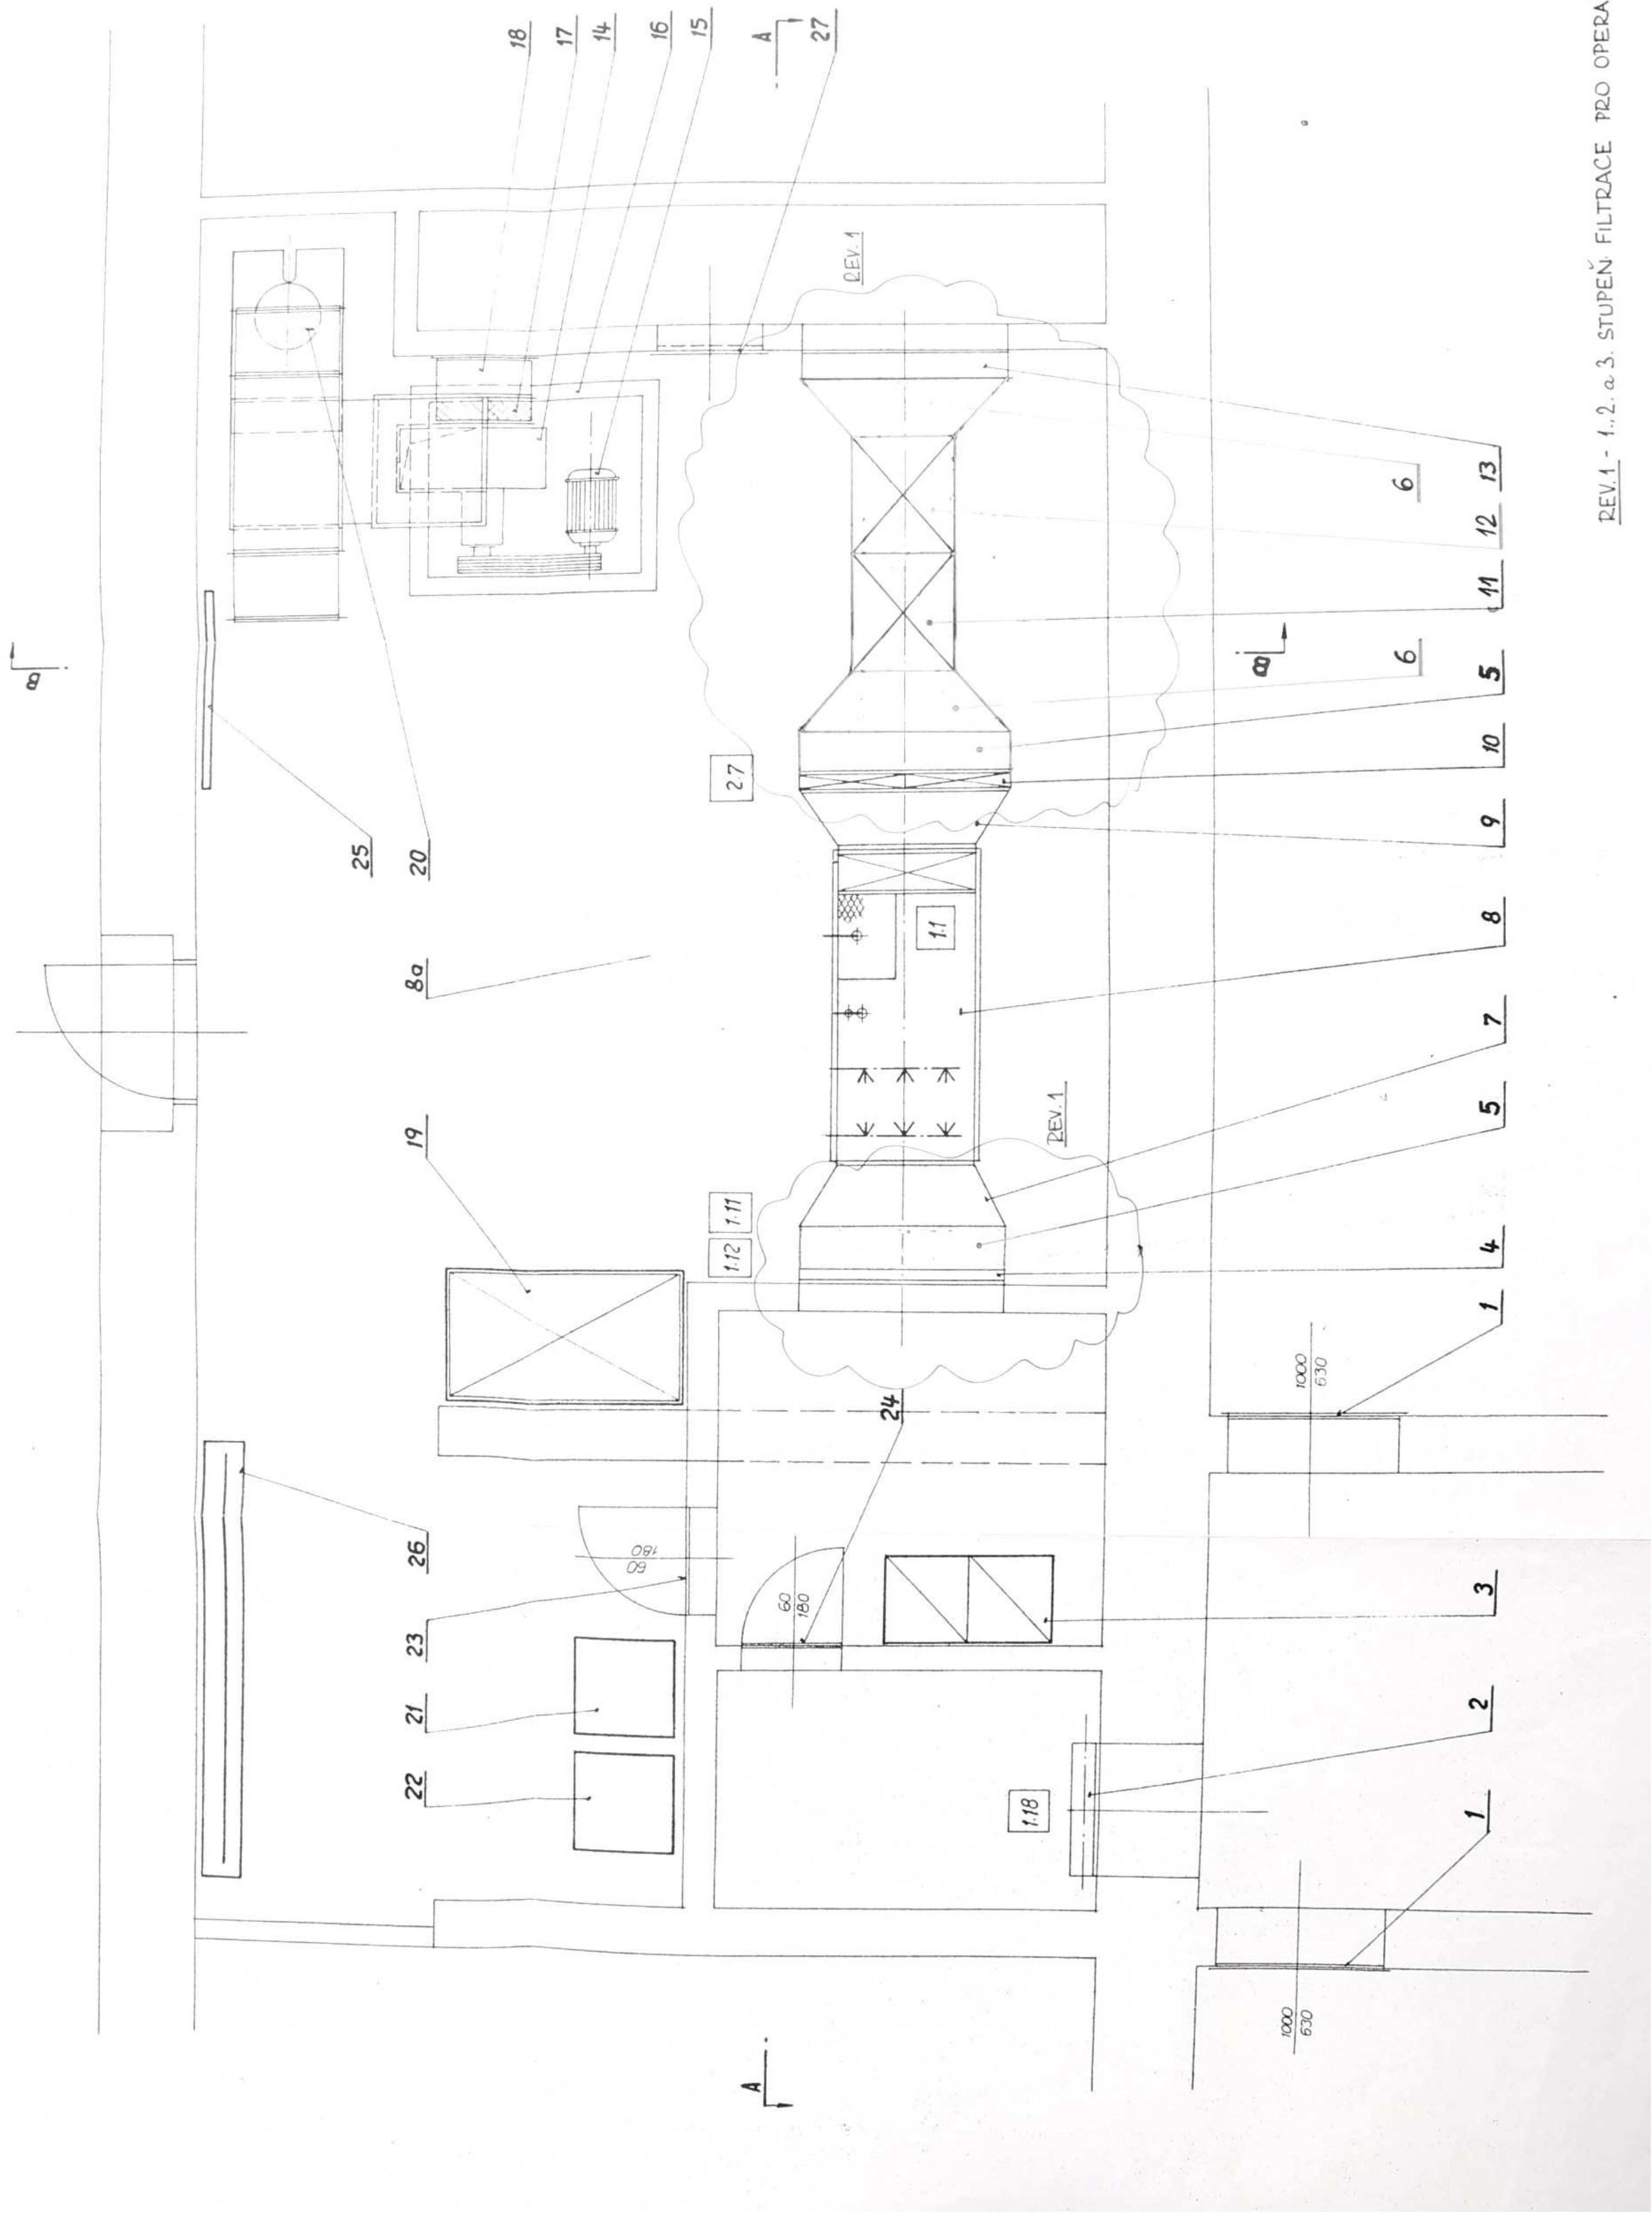 B
25
22 21 23 26 19 8a 20
18
17
14
16
15
60
180
1.12 1.11 2.7
A A
60
180
27
REV.1
24
1.1
1.18
REV.1
B
1000
630
1000
630
6 6
1 2 3 1 4 5 7 8 9 10 5 11 12 13
REV.1 - 1.,2. a 3. STUPEŇ FILTRACE PRO OPERA